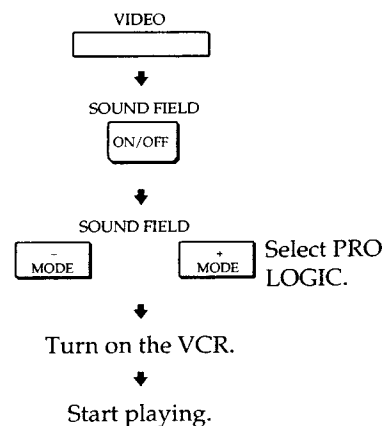 VIDEO
SOUND FIELD
ON/OFF
SOUND FIELD
– MODE
+ MODE
Select PRO
LOGIC.
Turn on the VCR.
Start playing.